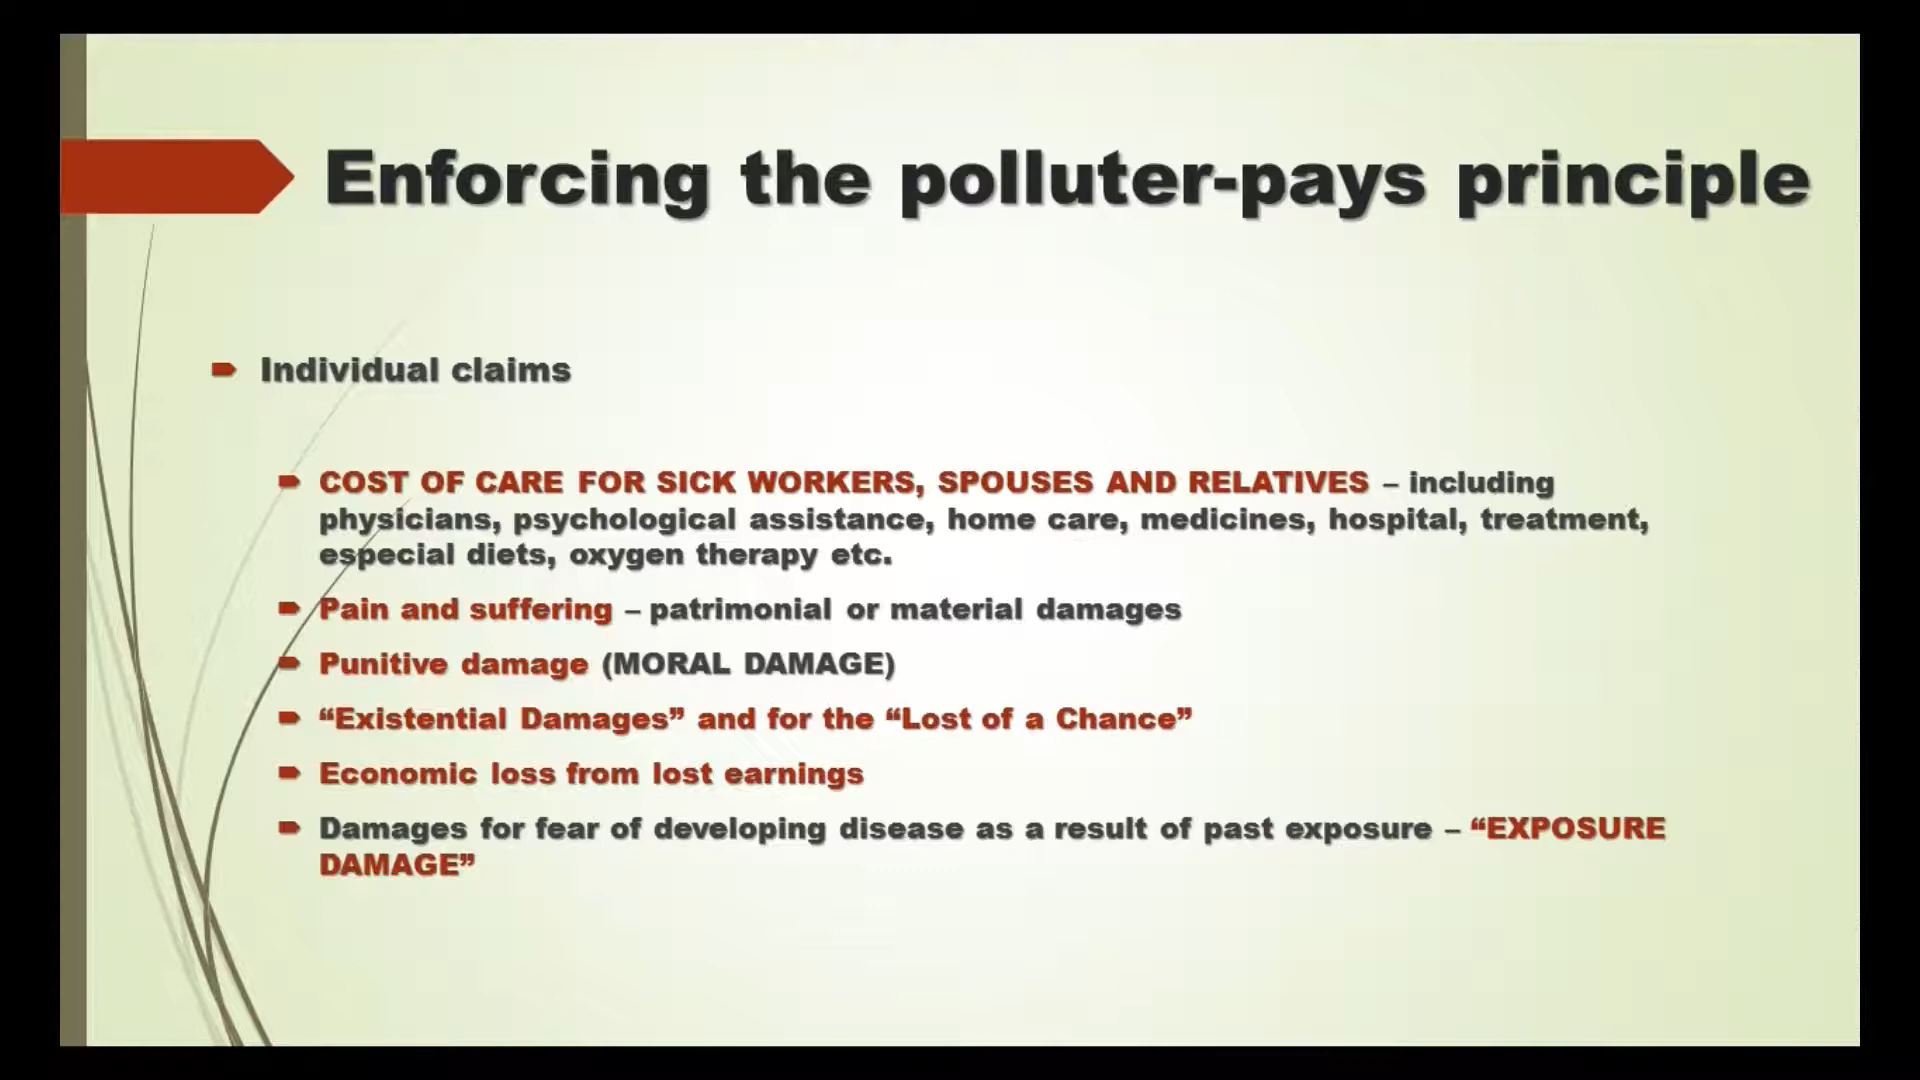 Enforcing the polluter-pays principle
Individual claims
COST OF CARE FOR SICK WORKERS, SPOUSES AND RELATIVES – including
physicians, psychological assistance, home care, medicines, hospital, treatment,
especial diets, oxygen therapy etc.
Pain and suffering – patrimonial or material damages
Punitive damage (MORAL DAMAGE)
“Existential Damages” and for the “Lost of a Chance”
Economic loss from lost earnings
Damages for fear of developing disease as a result of past exposure – “EXPOSURE
DAMAGE”